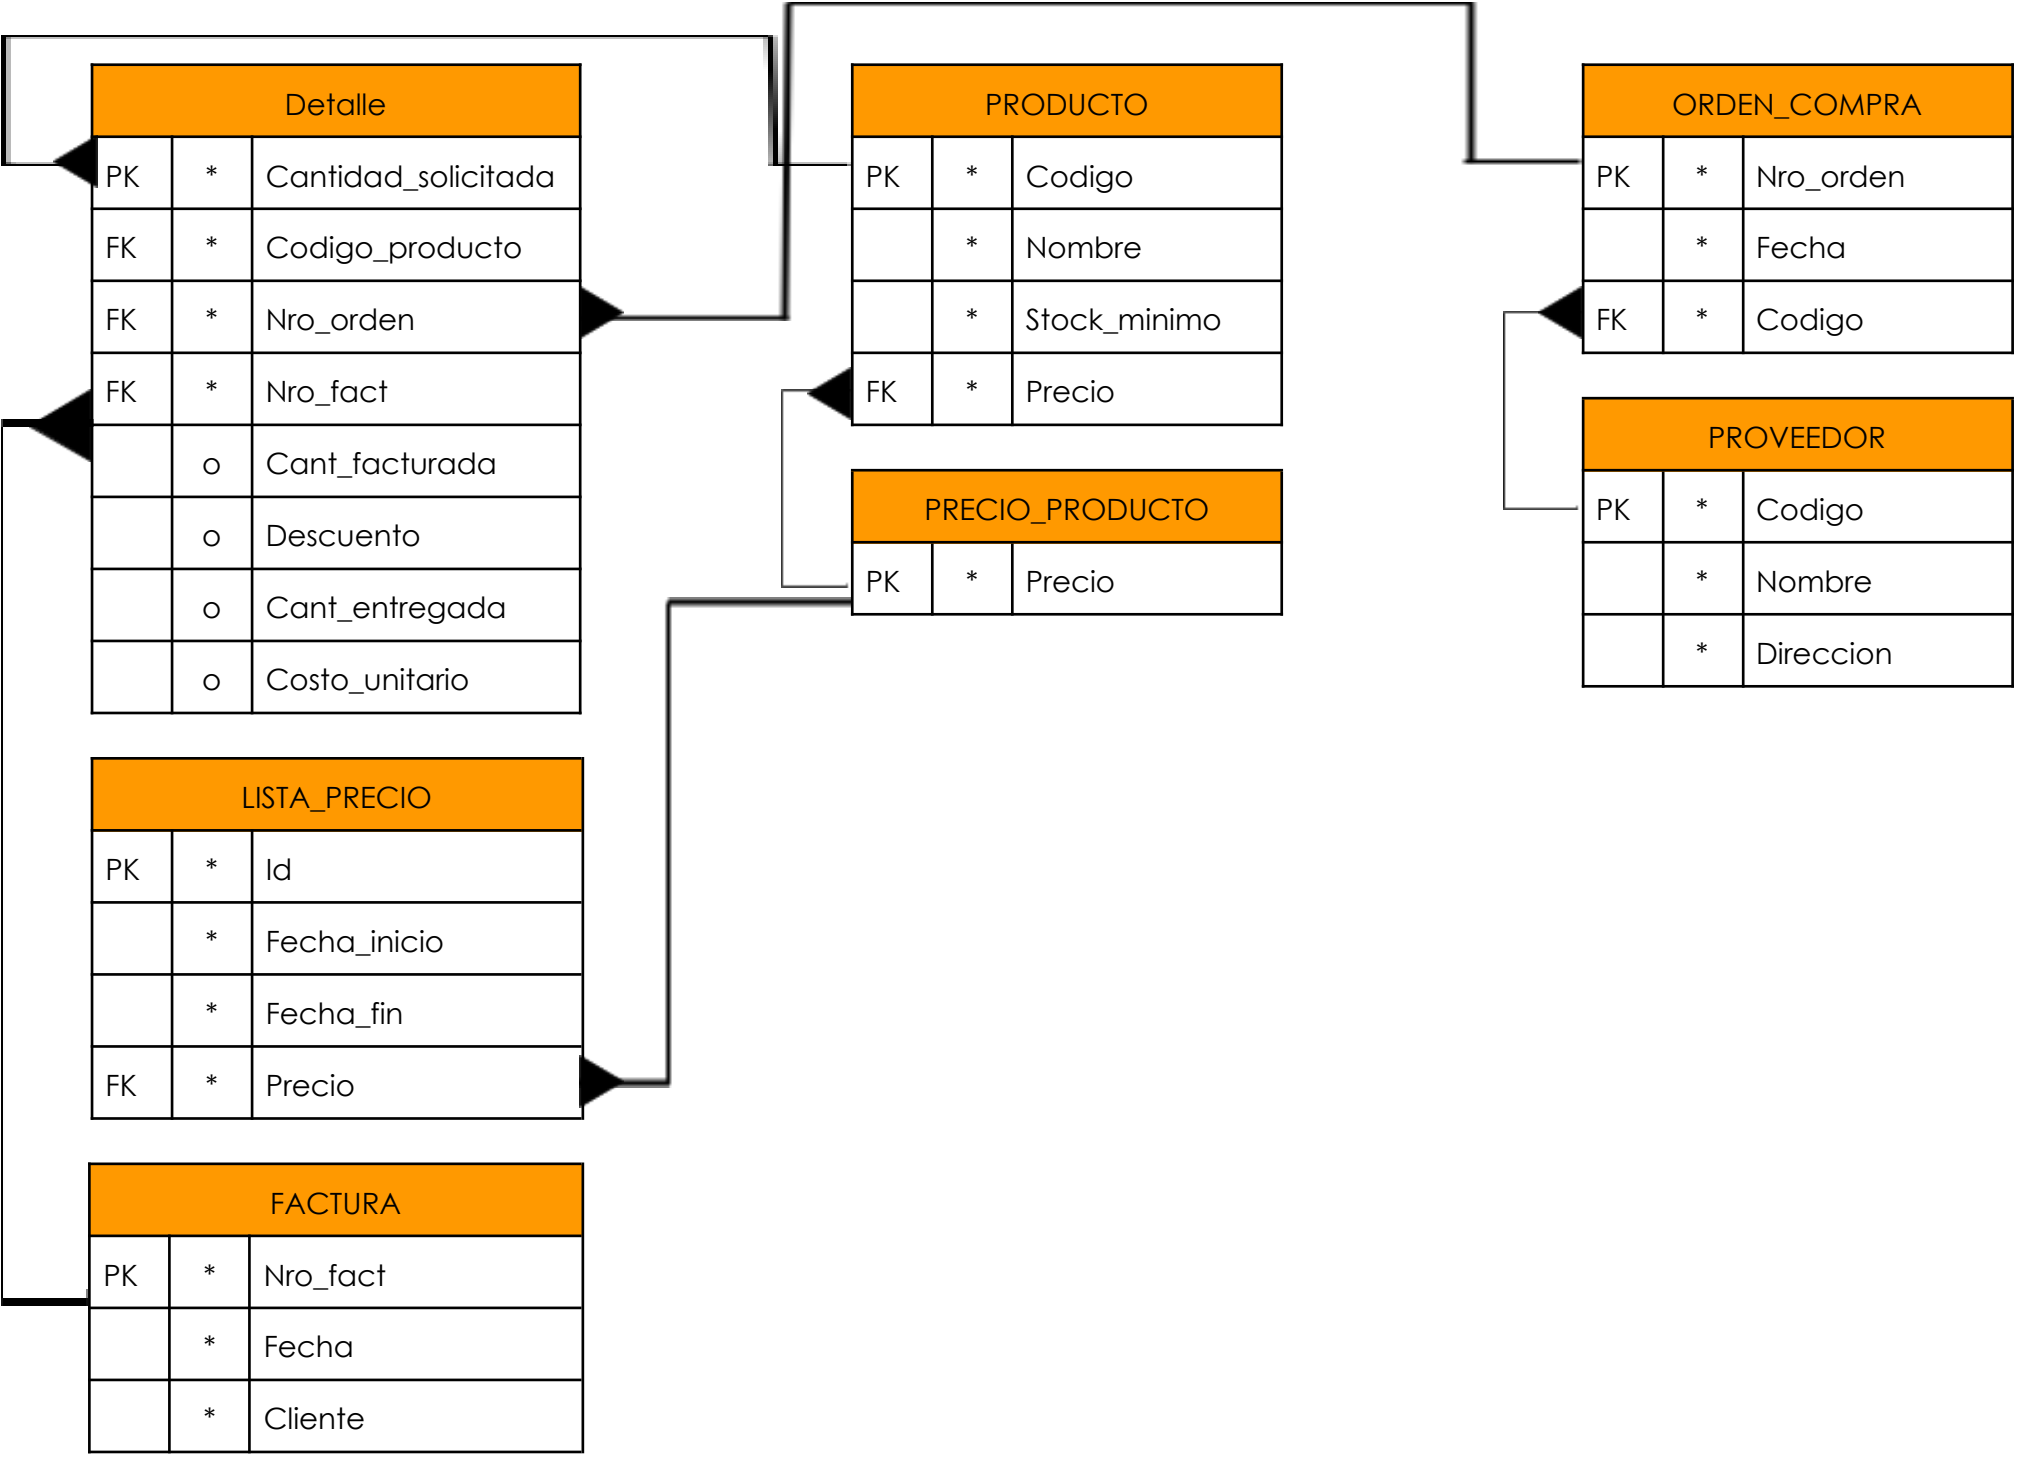 Detalle
PK * Cantidad_solicitada
FK * Codigo_producto
FK * Nro_orden
FK * Nro_fact
o Cant_facturada
o Descuento
o Cant_entregada
o Costo_unitario
LISTA_PRECIO
PK * Id
* Fecha_inicio
* Fecha_fin
FK * Precio
FACTURA
PK * Nro_fact
* Fecha
* Cliente
PRODUCTO
PK * Codigo
* Nombre
* Stock_minimo
FK * Precio
PRECIO_PRODUCTO
PK * Precio
ORDEN_COMPRA
PK * Nro_orden
* Fecha
FK * Codigo
PROVEEDOR
PK * Codigo
* Nombre
* Direccion